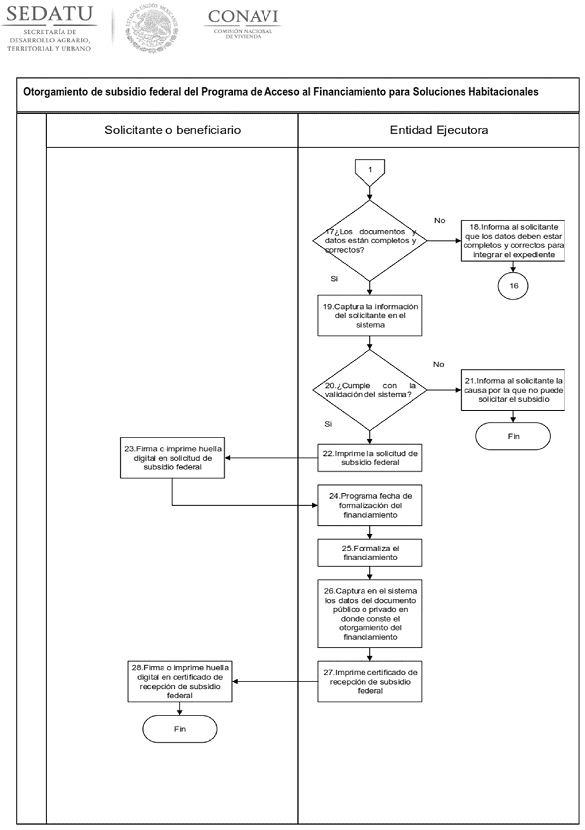 SEDATU
SECRETARÍA DE
DESARROLLO AGRARIO,
TERRITORIAL Y URBANO
ESTADOS UNIDOS MEXICANOS
CONAVI
COMISIÓN NACIONAL
DE VIVIENDA
Otorgamiento de subsidio federal del Programa de Acceso al Financiamiento para Soluciones Habitacionales
Solicitante o beneficiario
Entidad Ejecutora
1
17¿Los documentos y
datos están completos y
correctos?
No
18.Informa al solicitante
que los datos deben estar
completos y correctos para
integrar el expediente
16
Si
19.Captura la información
del solicitante en el
sistema
20.¿Cumple con la
validación del sistema?
No
21.Informa al solicitante la
causa por la que no puede
solicitar el subsidio
Fin
Si
22.Imprime la solicitud de
subsidio federal
23.Firma o imprime huella
digital en solicitud de
subsidio federal
24.Programa fecha de
formalización del
financiamiento
25.Formaliza el
financiamiento
26.Captura en el sistema
los datos del documento
público o privado en
donde conste el
otorgamiento del
financiamiento
27.Imprime certificado de
recepción de subsidio
federal
28.Firma o imprime huella
digital en certificado de
recepción de subsidio
federal
Fin